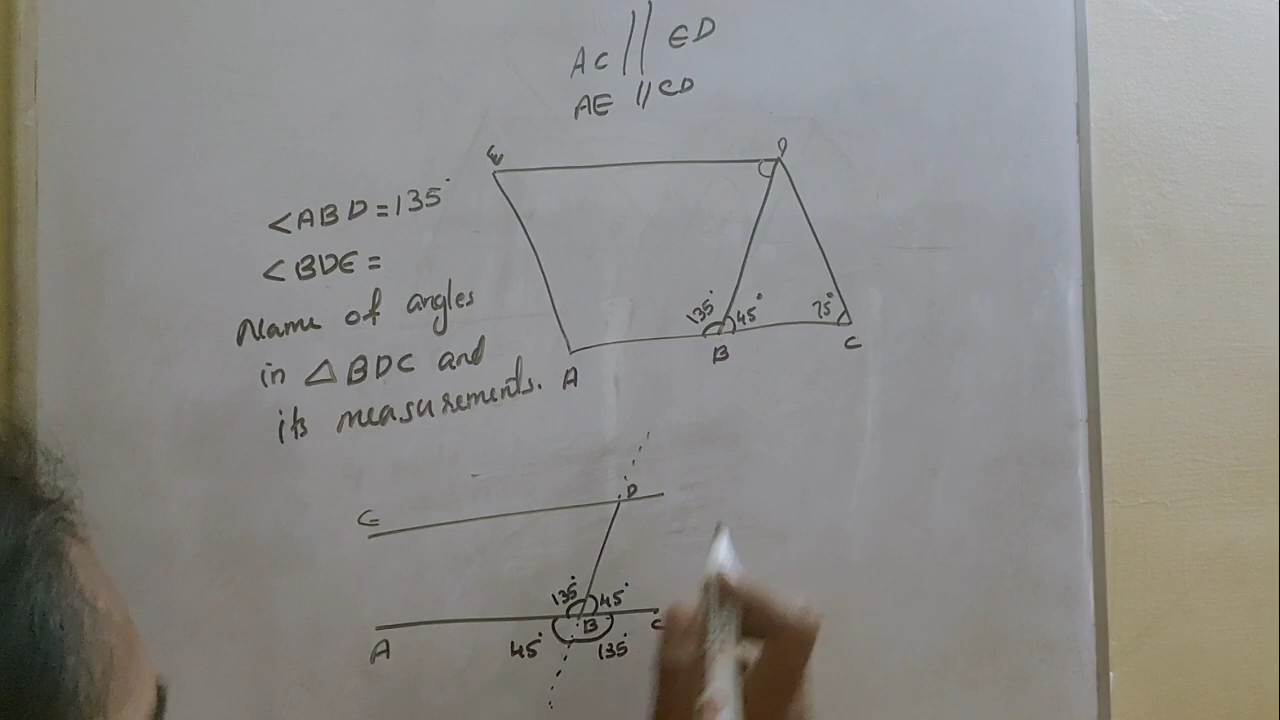 AC // ED
AE // CD
E D
<ABD=135°
<BDE=
Name of angles
in △BDC and
its measurements.
135° 45° 75°
A B C
E D
135° 45°
A B C
45° 135°